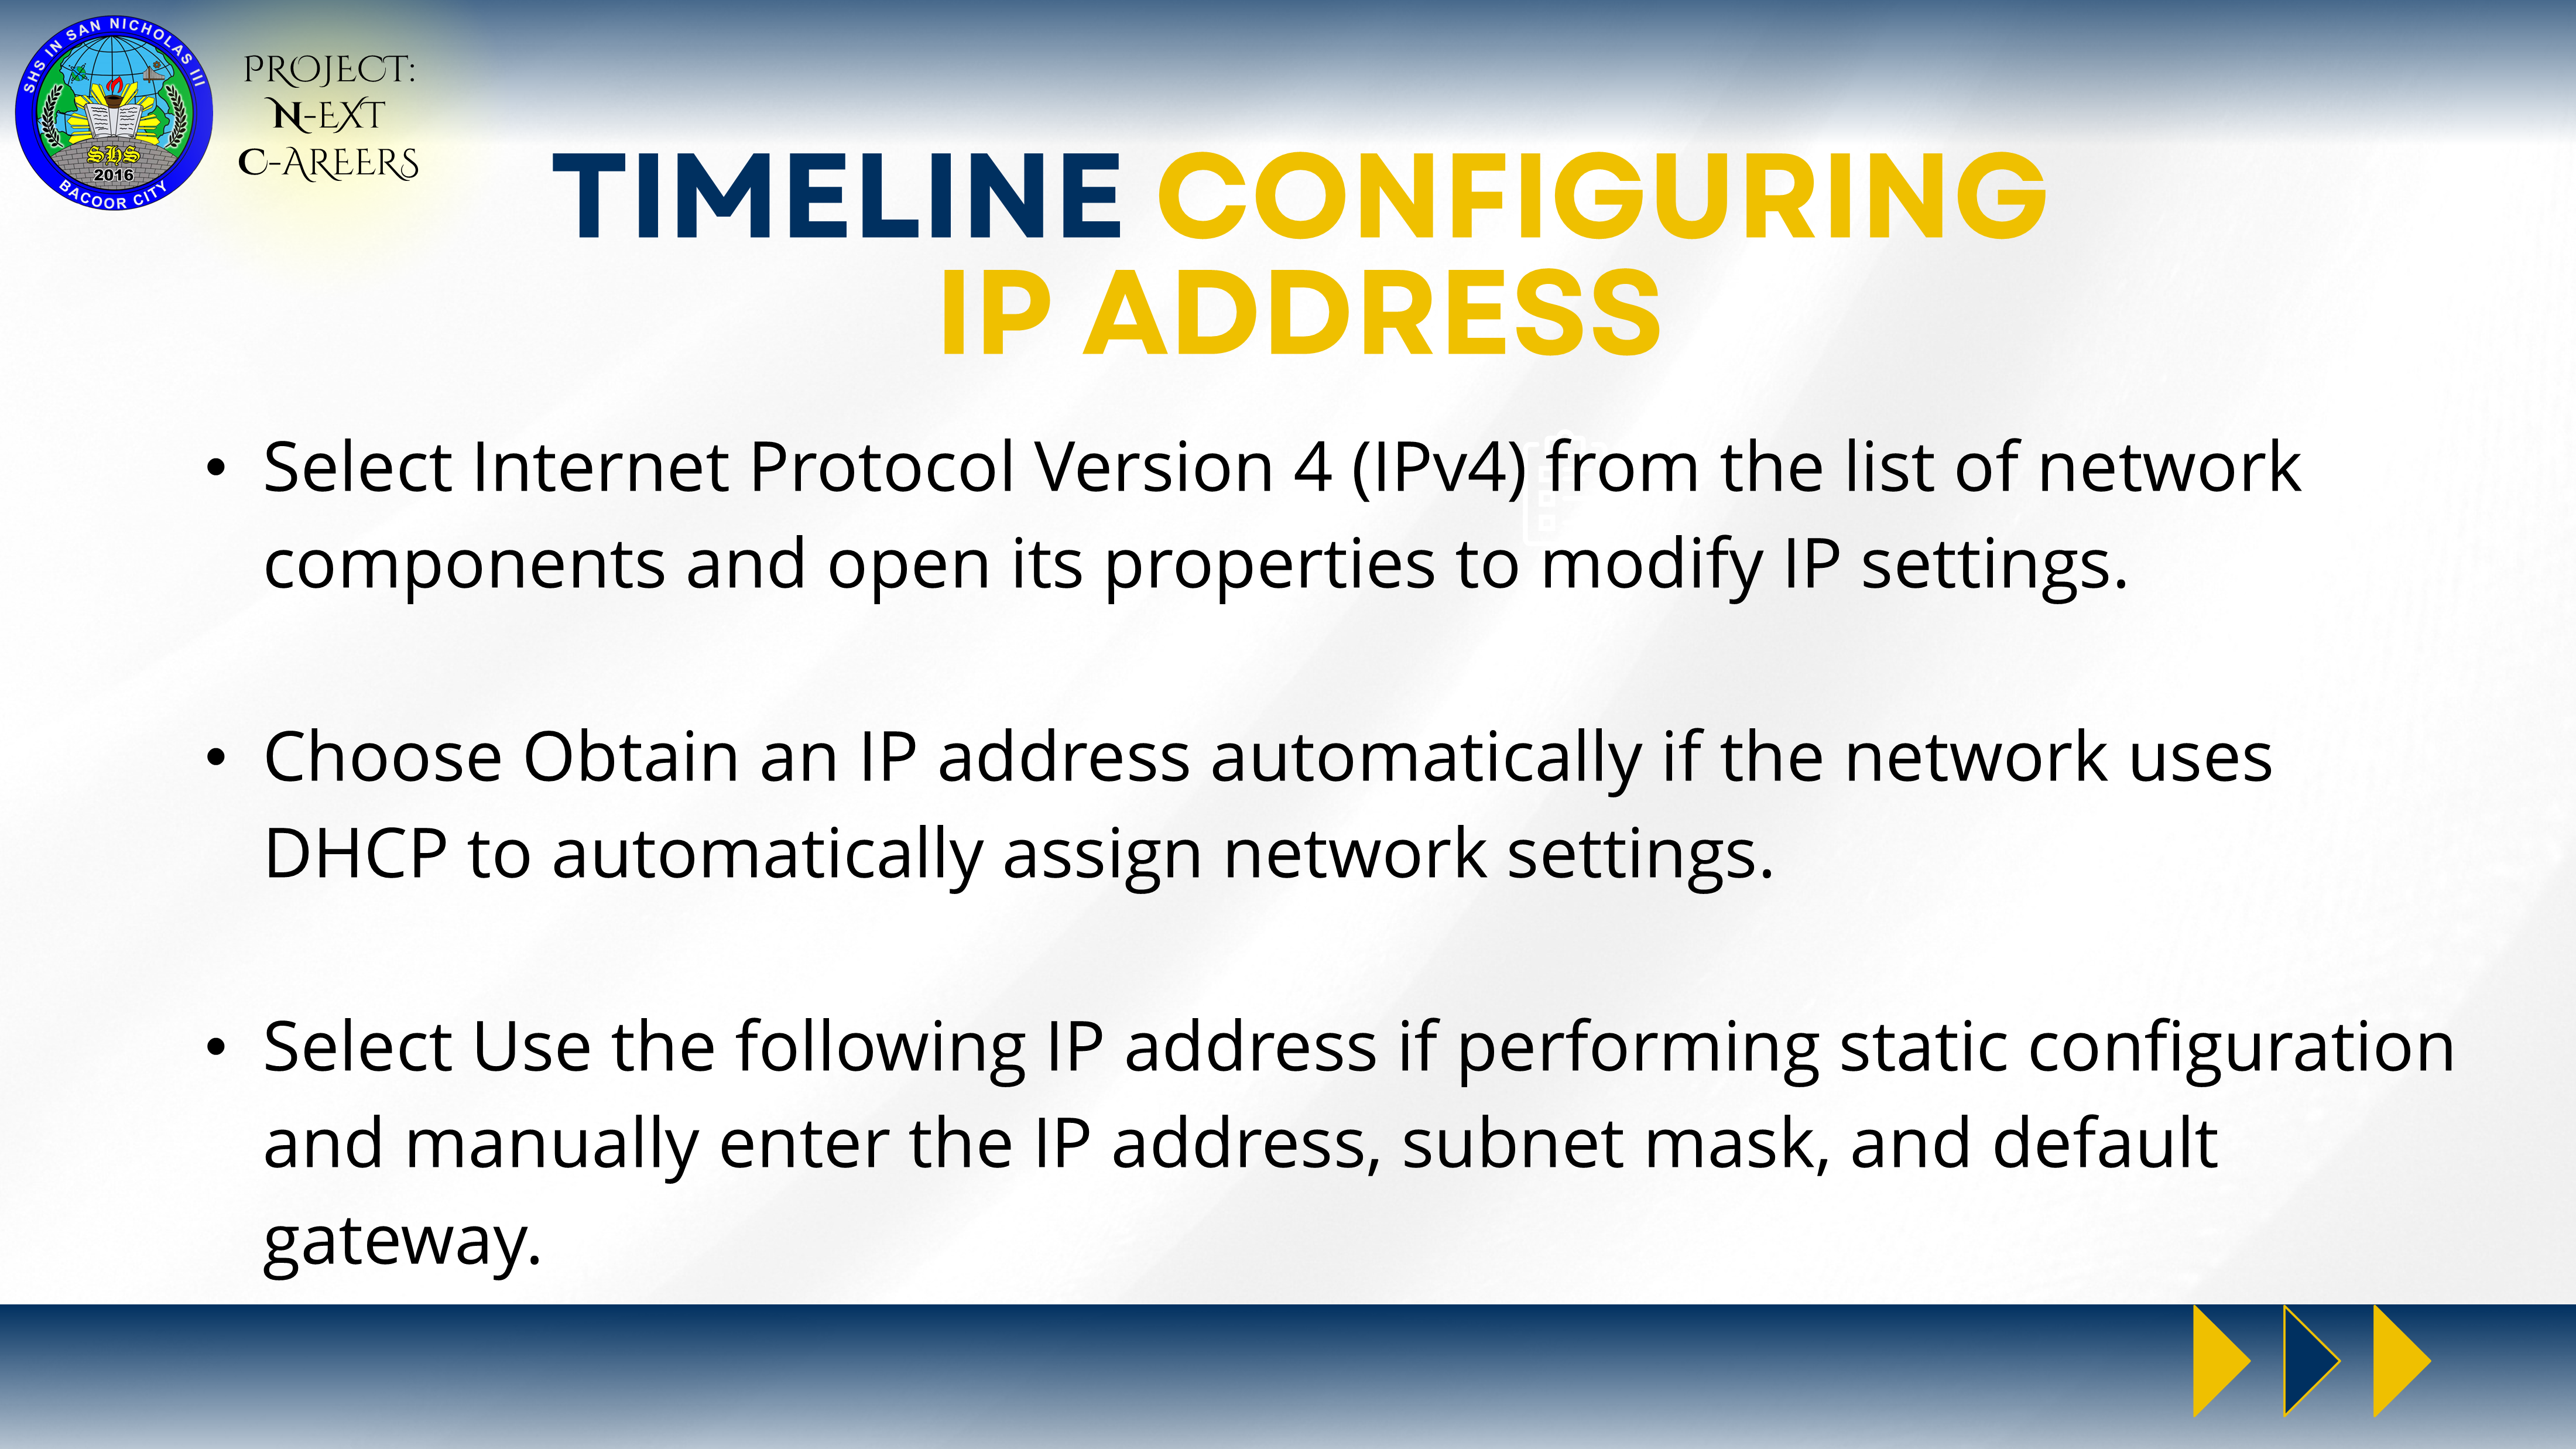 SHS IN SAN NICHOLAS III
SHS
2016
BACOOR CITY
PROJECT:
N-EXT
C-AREERS
TIMELINE CONFIGURING
IP ADDRESS
• Select Internet Protocol Version 4 (IPv4) from the list of network
components and open its properties to modify IP settings.
• Choose Obtain an IP address automatically if the network uses
DHCP to automatically assign network settings.
• Select Use the following IP address if performing static configuration
and manually enter the IP address, subnet mask, and default
gateway.